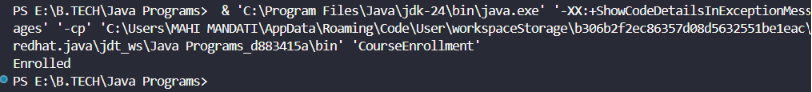 PS E:\B.TECH\Java Programs>  & 'C:\Program Files\Java\jdk-24\bin\java.exe' '-XX:+ShowCodeDetailsInExceptionMess
ages' '-cp' 'C:\Users\MAHI MANDATI\AppData\Roaming\Code\User\workspaceStorage\b306b2f2ec86357d08d5632551be1eac\
redhat.java\jdt_ws\Java Programs_d883415a\bin' 'CourseEnrollment'
Enrolled
PS E:\B.TECH\Java Programs>